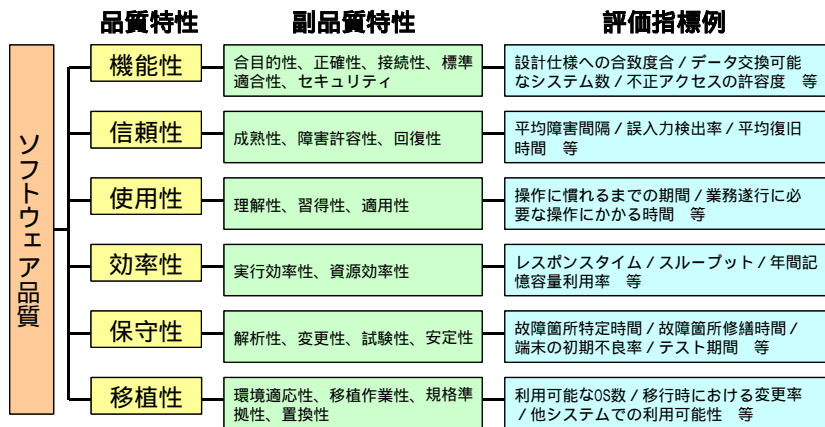 品質特性
副品質特性
評価指標例
ソフトウェア品質
機能性
合目的性、正確性、接続性、標準
適合性、セキュリティ
設計仕様への合致度合/データ交換可能
なシステム数/不正アクセスの許容度　等
信頼性
成熟性、障害許容性、回復性
平均障害間隔/誤入力検出率/平均復旧
時間　等
使用性
理解性、習得性、適用性
操作に慣れるまでの期間/業務遂行に必
要な操作にかかる時間　等
効率性
実行効率性、資源効率性
レスポンスタイム/スループット/年間記
憶容量利用率　等
保守性
解析性、変更性、試験性、安定性
故障箇所特定時間/故障箇所修繕時間/
端末の初期不良率/テスト期間　等
移植性
環境適応性、移植作業性、規格準
拠性、置換性
利用可能なOS数/移行時における変更率
/他システムでの利用可能性　等